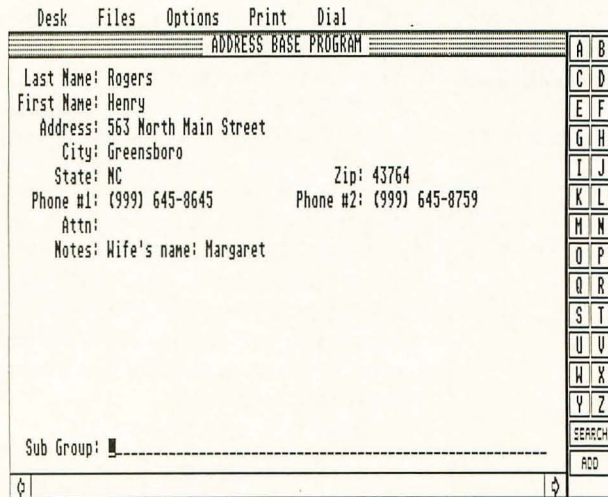 Desk Files Options Print Dial
ADDRESS BASE PROGRAM
Last Name: Rogers
First Name: Henry
Address: 563 North Main Street
City: Greensboro
State: NC Zip: 43764
Phone #1: (999) 645-8645 Phone #2: (999) 645-8759
Attn:
Notes: Wife's name: Margaret
Sub Group:
A B
C D
E F
G H
I J
K L
M N
O P
Q R
S T
U V
W X
Y Z
SEARCH
ADD